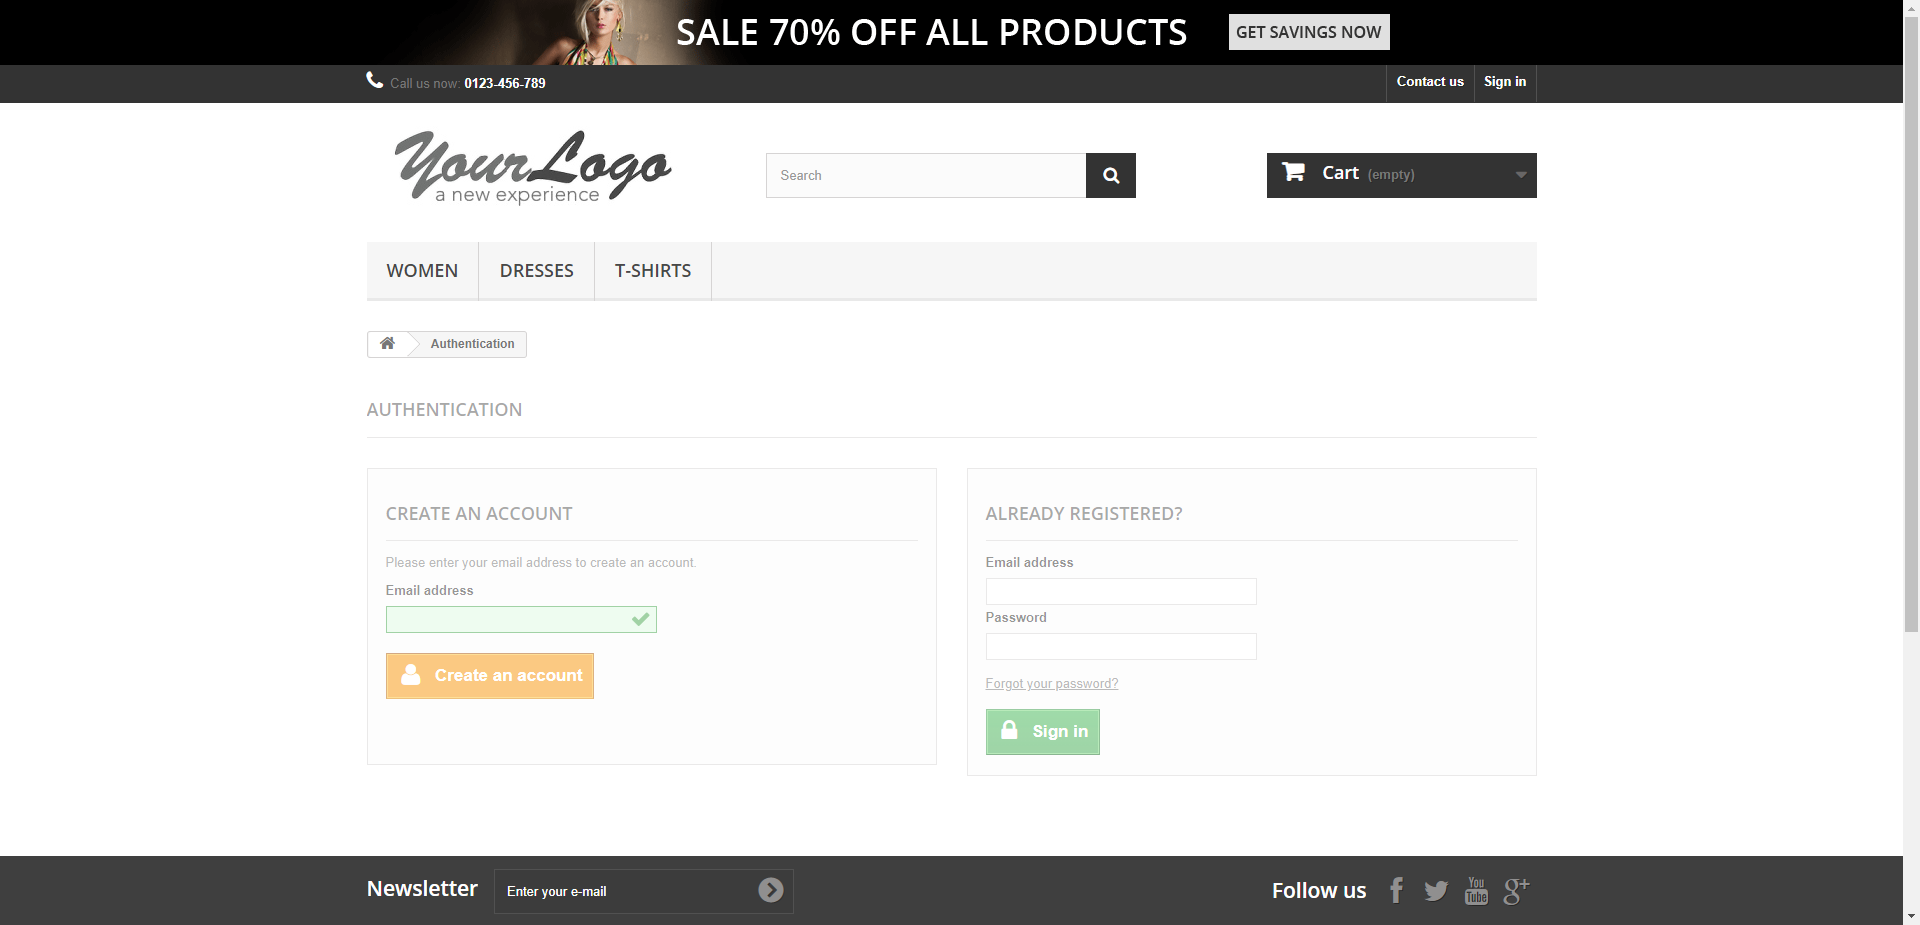 SALE 70% OFF ALL PRODUCTS GET SAVINGS NOW
Call us now: 0123-456-789 Contact us Sign in
YourLogo
a new experience
Search
Cart (empty)
WOMEN DRESSES T-SHIRTS
Authentication
AUTHENTICATION
CREATE AN ACCOUNT
Please enter your email address to create an account.
Email address
Create an account
ALREADY REGISTERED?
Email address
Password
Forgot your password?
Sign in
Newsletter Enter your e-mail
Follow us
You
Tube
g+